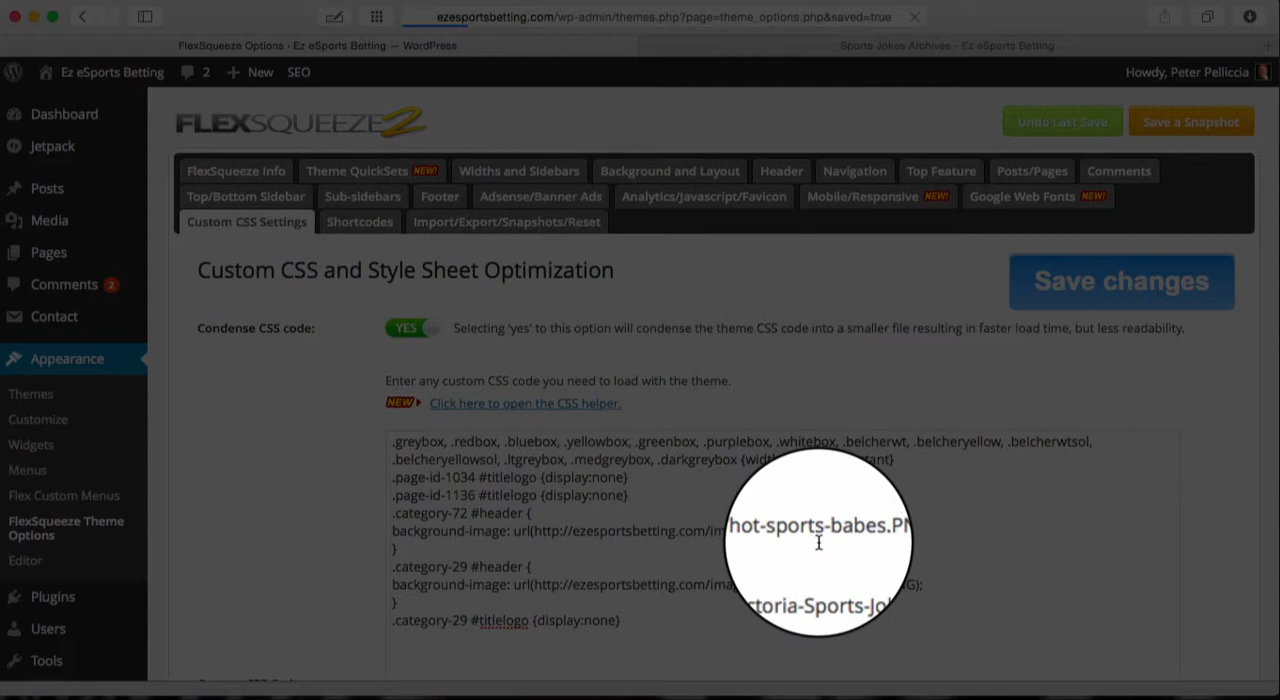 ezesportsbetting.com/wp-admin/themes.php?page=theme_options.php&saved=true
FlexSqueeze Options ‹ Ez eSports Betting — WordPress
Sports Jokes Archives - Ez eSports Betting
Ez eSports Betting 2 New SEO Howdy, Peter Pelliccia
Dashboard
Jetpack
Posts
Media
Pages
Comments 2
Contact
Appearance
Themes
Customize
Widgets
Menus
Flex Custom Menus
FlexSqueeze Theme
Options
Editor
Plugins
Users
Tools
FLEXSQUEEZE2
Undo Last Save Save a Snapshot
FlexSqueeze Info Theme QuickSets NEW! Widths and Sidebars Background and Layout Header Navigation Top Feature Posts/Pages Comments
Top/Bottom Sidebar Sub-sidebars Footer Adsense/Banner Ads Analytics/Javascript/Favicon Mobile/Responsive NEW! Google Web Fonts NEW!
Custom CSS Settings Shortcodes Import/Export/Snapshots/Reset
Custom CSS and Style Sheet Optimization
Save changes
Condense CSS code: YES Selecting 'yes' to this option will condense the theme CSS code into a smaller file resulting in faster load time, but less readability.
Enter any custom CSS code you need to load with the theme.
NEW Click here to open the CSS helper.
.greybox, .redbox, .bluebox, .yellowbox, .greenbox, .purplebox, .whitebox, .belcherwt, .belcheryellow, .belcherwtsol,
.belcheryellowsol, .ltgreybox, .medgreybox, .darkgreybox {widt tant}
.page-id-1034 #titlelogo {display:none}
.page-id-1136 #titlelogo {display:none}
.category-72 #header {
background-image: url(http://ezesportsbetting.com/im hot-sports-babes.PN
}
.category-29 #header {
background-image: url(http://ezesportsbetting.com/ima ctoria-Sports-Jo G);
}
.category-29 #titlelogo {display:none}